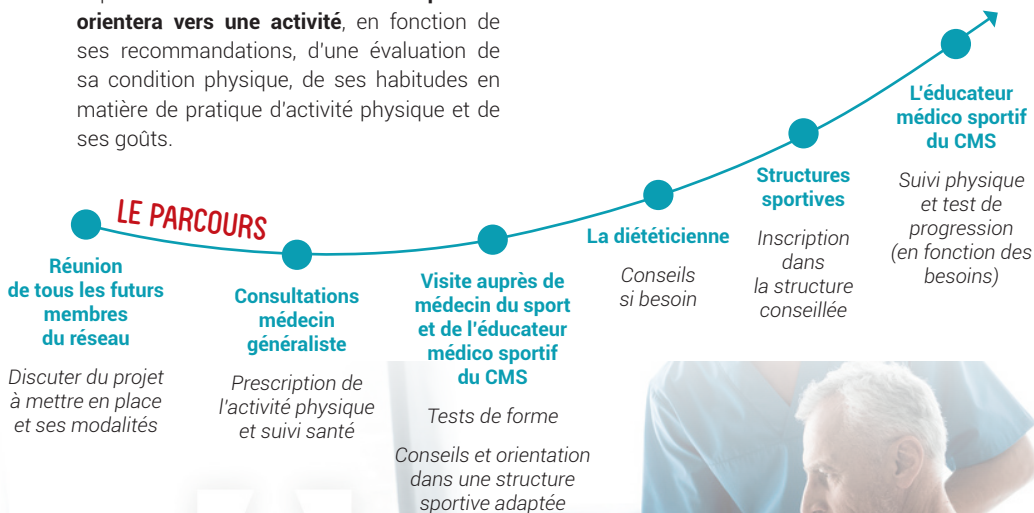 orientera vers une activité, en fonction de
ses recommandations, d'une évaluation de
sa condition physique, de ses habitudes en
matière de pratique d'activité physique et de
ses goûts.
LE PARCOURS
Réunion
de tous les futurs
membres
du réseau
Discuter du projet
à mettre en place
et ses modalités
Consultations
médecin
généraliste
Prescription de
l'activité physique
et suivi santé
Visite auprès de
médecin du sport
et de l'éducateur
médico sportif
du CMS
Tests de forme
Conseils et orientation
dans une structure
sportive adaptée
La diététicienne
Conseils
si besoin
Structures
sportives
Inscription
dans
la structure
conseillée
L'éducateur
médico sportif
du CMS
Suivi physique
et test de
progression
(en fonction des
besoins)